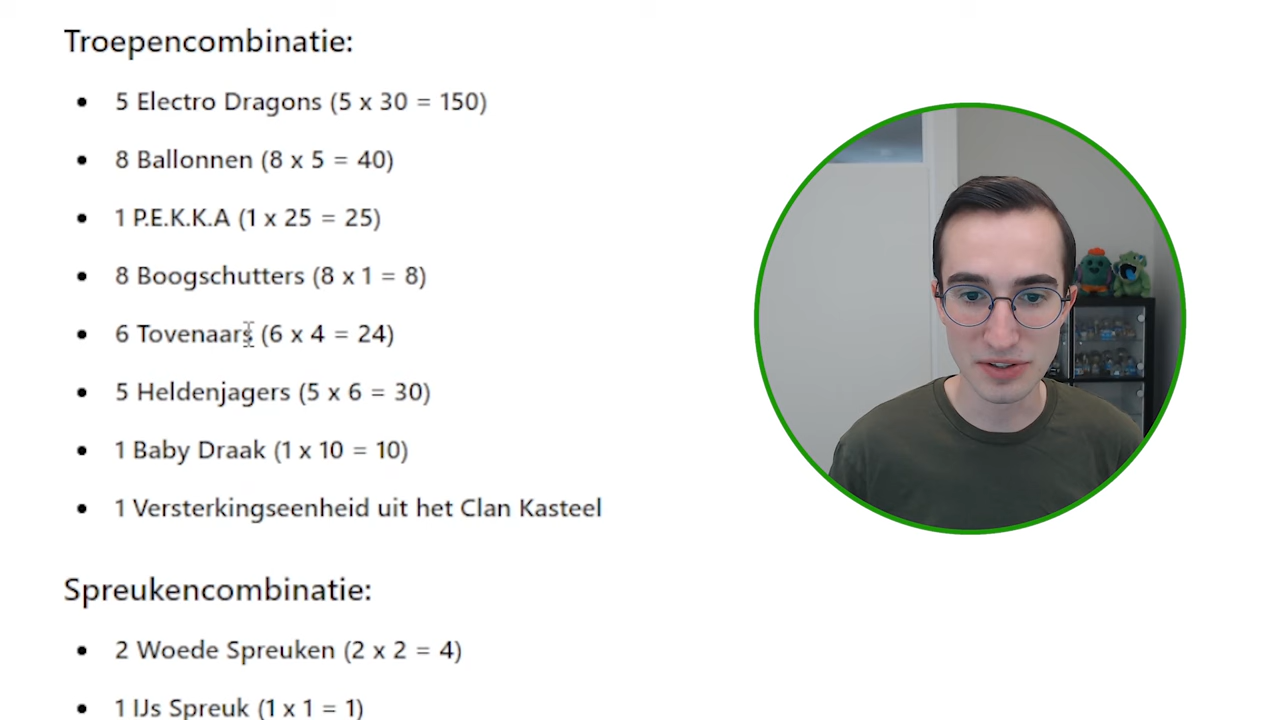 Troepencombinatie:
5 Electro Dragons (5 x 30 = 150)
8 Ballonnen (8 x 5 = 40)
1 P.E.K.K.A (1 x 25 = 25)
8 Boogschutters (8 x 1 = 8)
6 Tovenaars (6 x 4 = 24)
5 Heldenjagers (5 x 6 = 30)
1 Baby Draak (1 x 10 = 10)
1 Versterkingseenheid uit het Clan Kasteel
Spreukencombinatie:
2 Woede Spreuken (2 x 2 = 4)
1 IJs Spreuk (1 x 1 = 1)